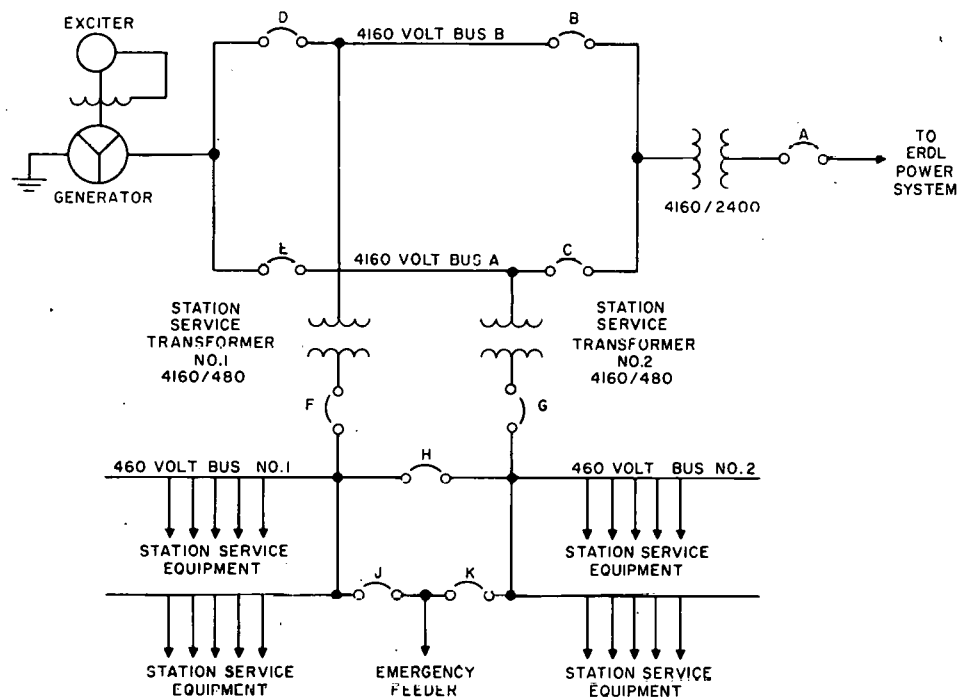 EXCITER
D
4160 VOLT BUS B
B
GENERATOR
A
TO
ERDL
POWER
SYSTEM
4160/2400
E
4160 VOLT BUS A
C
STATION
SERVICE
TRANSFORMER
NO.1
4160/480
STATION
SERVICE
TRANSFORMER
NO.2
4160/480
F
G
460 VOLT BUS NO.1
H
460 VOLT BUS NO.2
STATION SERVICE
EQUIPMENT
STATION SERVICE
EQUIPMENT
J
K
STATION SERVICE
EQUIPMENT
EMERGENCY
FEEDER
STATION SERVICE
EQUIPMENT